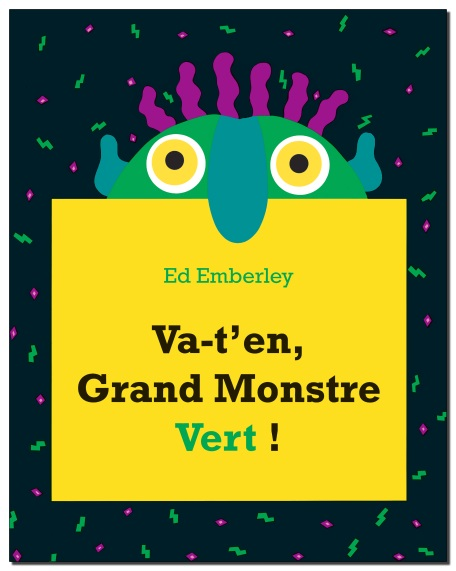 Ed Emberley
Va-t’en,
Grand Monstre
Vert !